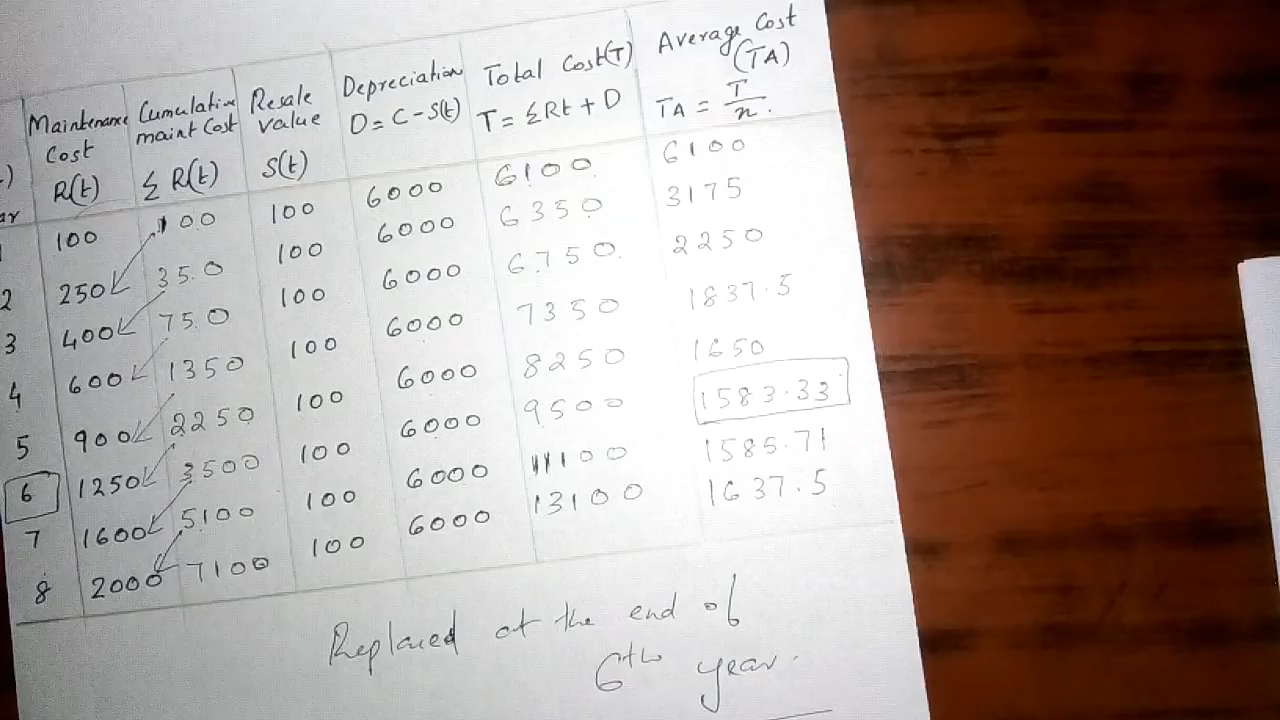 Maintenance Cost R(t) Cumulative maint Cost Σ R(t) Resale value S(t) Depreciation D = C - S(t) Total Cost(T) T = ΣRt + D Average Cost (TA) TA = T/n.
1 100 100 100 6000 6100 6100
2 250 350 100 6000 6350 3175
3 400 750 100 6000 6750 2250
4 600 1350 100 6000 7350 1837.5
5 900 2250 100 6000 8250 1650
6 1250 3500 100 6000 9500 1583.33
7 1600 5100 100 6000 11100 1585.71
8 2000 7100 100 6000 13100 1637.5
Replaced at the end of
6th year.